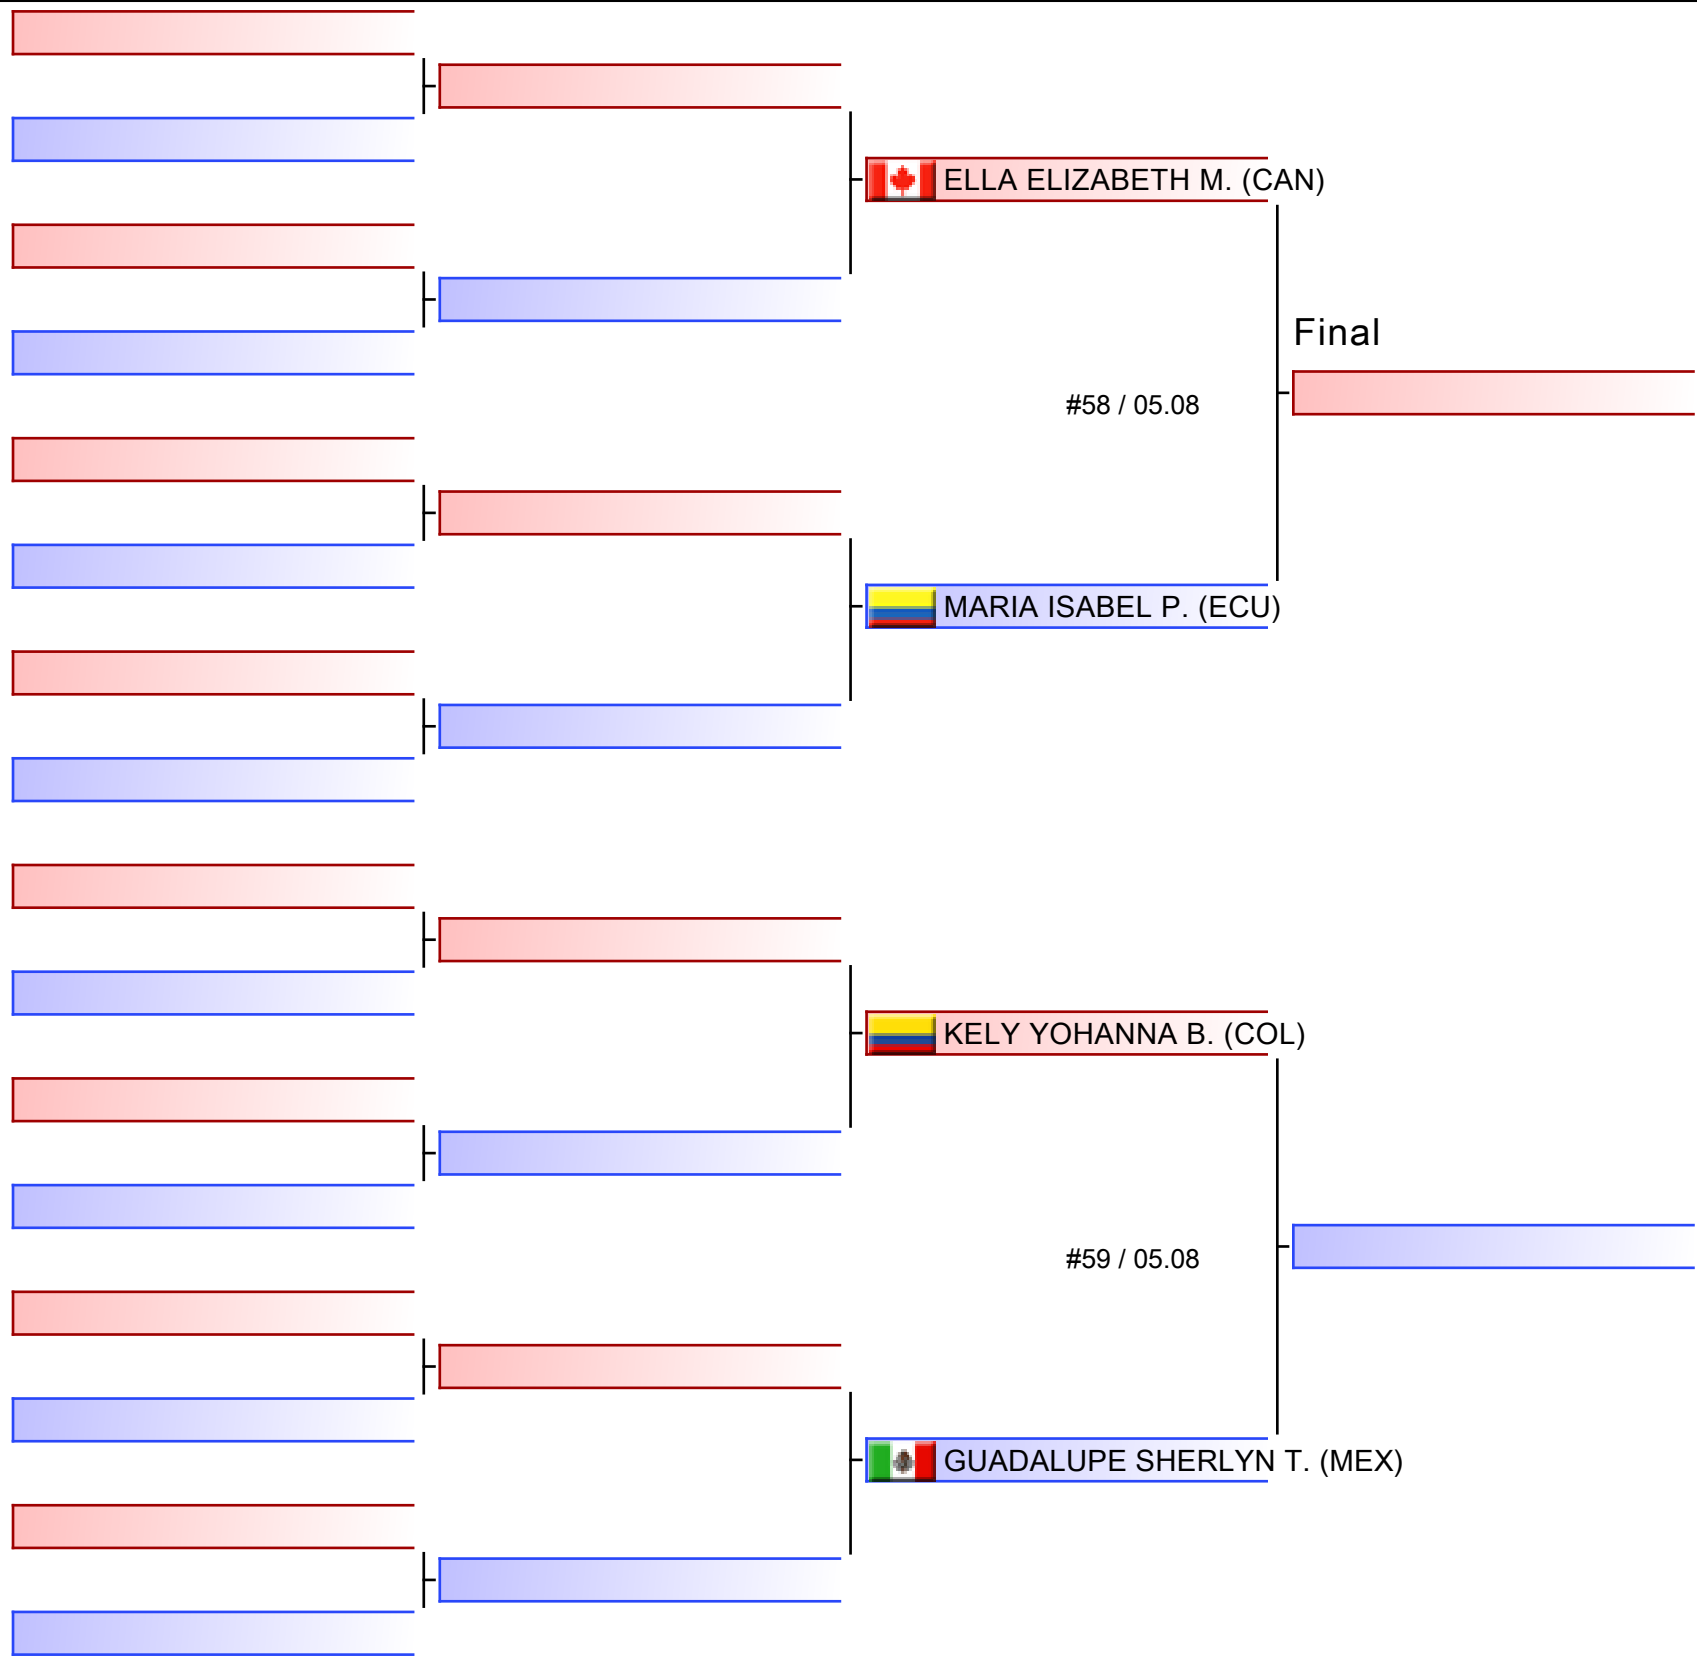 ELLA ELIZABETH M. (CAN)
Final
#58 / 05.08
MARIA ISABEL P. (ECU)
KELY YOHANNA B. (COL)
#59 / 05.08
GUADALUPE SHERLYN T. (MEX)